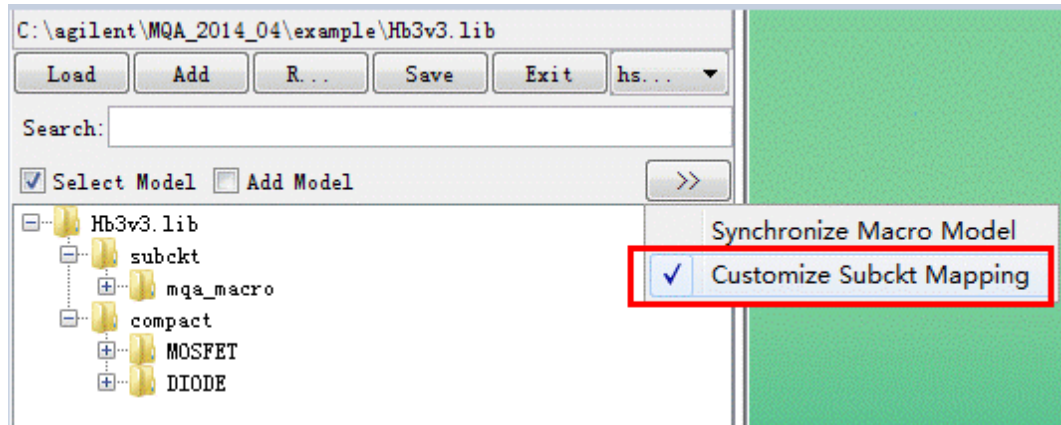 C:\agilent\MQA_2014_04\example\Hb3v3.lib
Load Add R... Save Exit hs...
Search:
Select Model Add Model >>
Hb3v3.lib
Synchronize Macro Model
subckt
Customize Subckt Mapping
mqa_macro
compact
MOSFET
DIODE